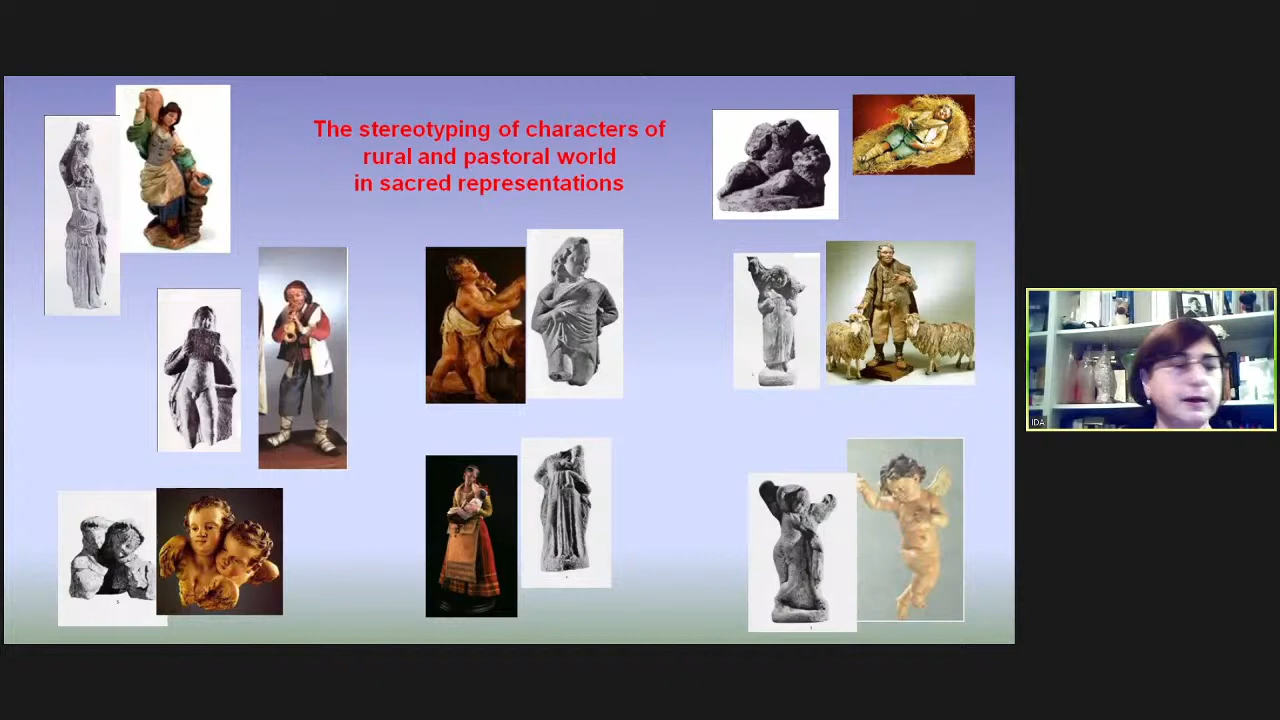 The stereotyping of characters of
rural and pastoral world
in sacred representations
IDA